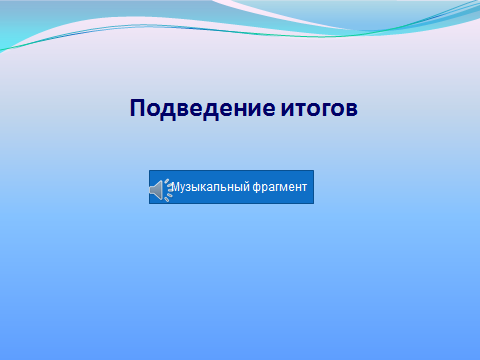 Подведение итогов
Музыкальный фрагмент